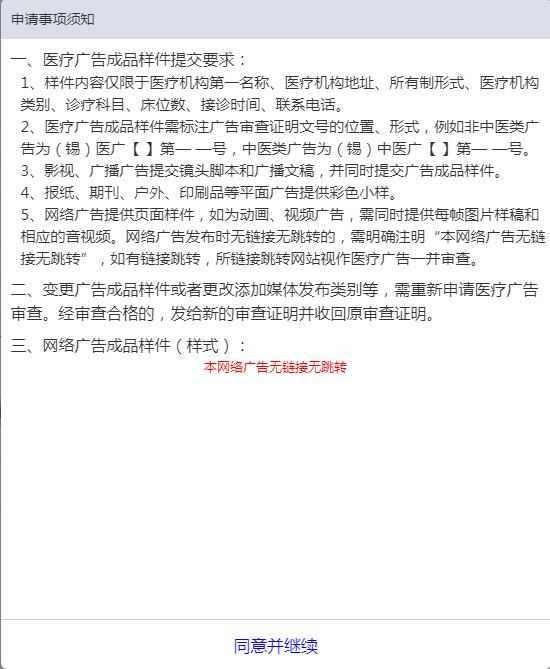 申请事项须知
一、医疗广告成品样件提交要求：
1、样件内容仅限于医疗机构第一名称、医疗机构地址、所有制形式、医疗机构
类别、诊疗科目、床位数、接诊时间、联系电话。
2、医疗广告成品样件需标注广告审查证明文号的位置、形式，例如非中医类广
告为（锡）医广【 】第— —号，中医类广告为（锡）中医广【 】第— —号。
3、影视、广播广告提交镜头脚本和广播文稿，并同时提交广告成品样件。
4、报纸、期刊、户外、印刷品等平面广告提供彩色小样。
5、网络广告提供页面样件，如为动画、视频广告，需同时提供每帧图片样稿和
相应的音视频。网络广告发布时无链接无跳转的，需明确注明“本网络广告无链
接无跳转”，如有链接跳转，所链接跳转网站视作医疗广告一并审查。
二、变更广告成品样件或者更改添加媒体发布类别等，需重新申请医疗广告
审查。经审查合格的，发给新的审查证明并收回原审查证明。
三、网络广告成品样件（样式）：
本网络广告无链接无跳转
同意并继续